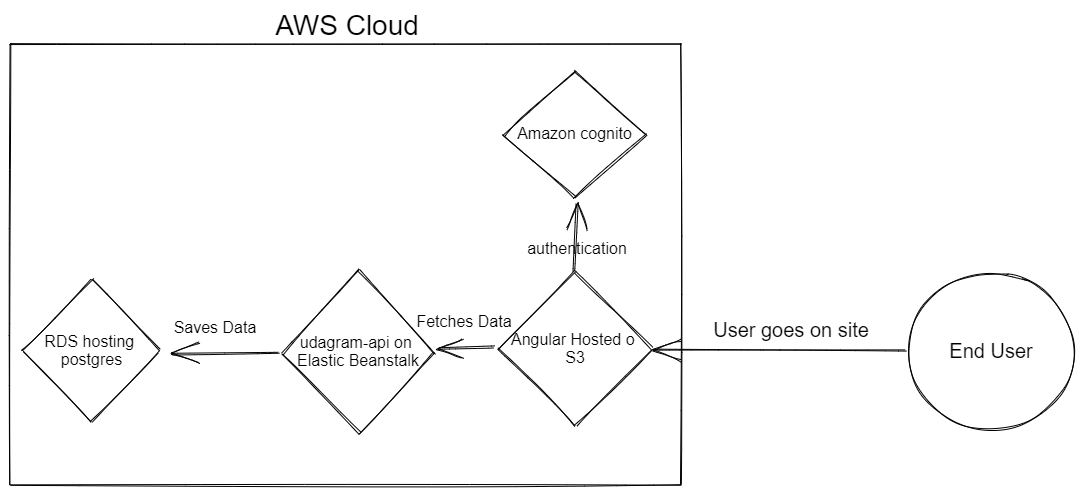 AWS Cloud
Amazon cognito
authentication
Saves Data
Fetches Data
User goes on site
RDS hosting
postgres
udagram-api on
Elastic Beanstalk
Angular Hosted o
S3
End User